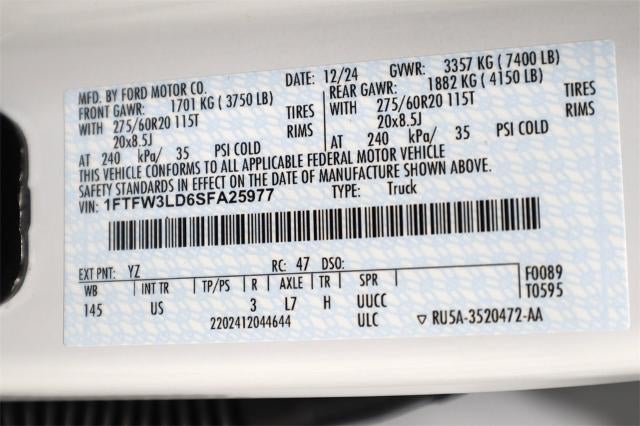 MFD. BY FORD MOTOR CO. DATE: 12/24 GVWR: 3357 KG ( 7400 LB)
FRONT GAWR: 1701 KG ( 3750 LB) REAR GAWR: 1882 KG ( 4150 LB)
WITH 275/60R20 115T TIRES WITH 275/60R20 115T TIRES
20x8.5J RIMS 20x8.5J RIMS
AT 240 kPa/ 35 PSI COLD AT 240 kPa/ 35 PSI COLD
THIS VEHICLE CONFORMS TO ALL APPLICABLE FEDERAL MOTOR VEHICLE
SAFETY STANDARDS IN EFFECT ON THE DATE OF MANUFACTURE SHOWN ABOVE.
VIN: 1FTFW3LD6SFA25977 TYPE: Truck
EXT PNT: YZ RC: 47 DSO: F0089
WB INT TR TP/PS R AXLE TR SPR T0595
145 US 3 L7 H UUCC
2202412044644 ULC ▽ RU5A-3520472-AA